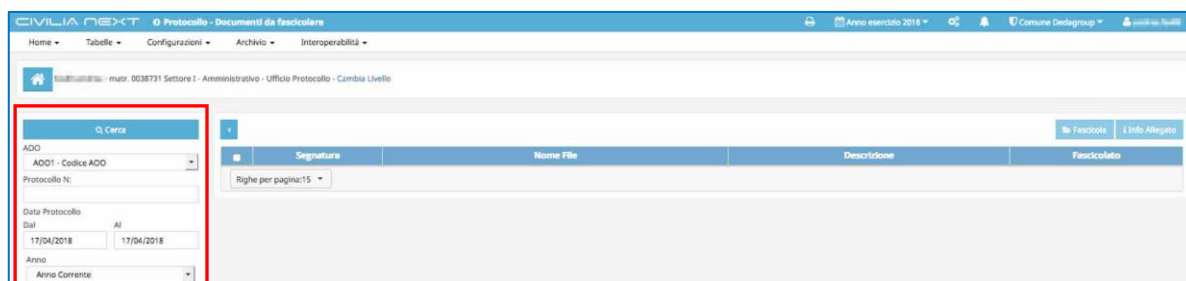 CIVILIA NEXT Protocollo - Documenti da fascicolare Anno esercizio 2018 Comune Dedagroup
Home Tabelle Configurazioni Archivio Interoperabilità
- matr. 0038731 Settore I - Amministrativo - Ufficio Protocollo - Cambia Livello
Cerca
Fascicola Info Allegato
AOO
AOO1 - Codice AOO
Segnatura Nome File Descrizione Fascicolato
Righe per pagina:15
Protocollo N:
Data Protocollo
Dal Al
17/04/2018 17/04/2018
Anno
Anno Corrente